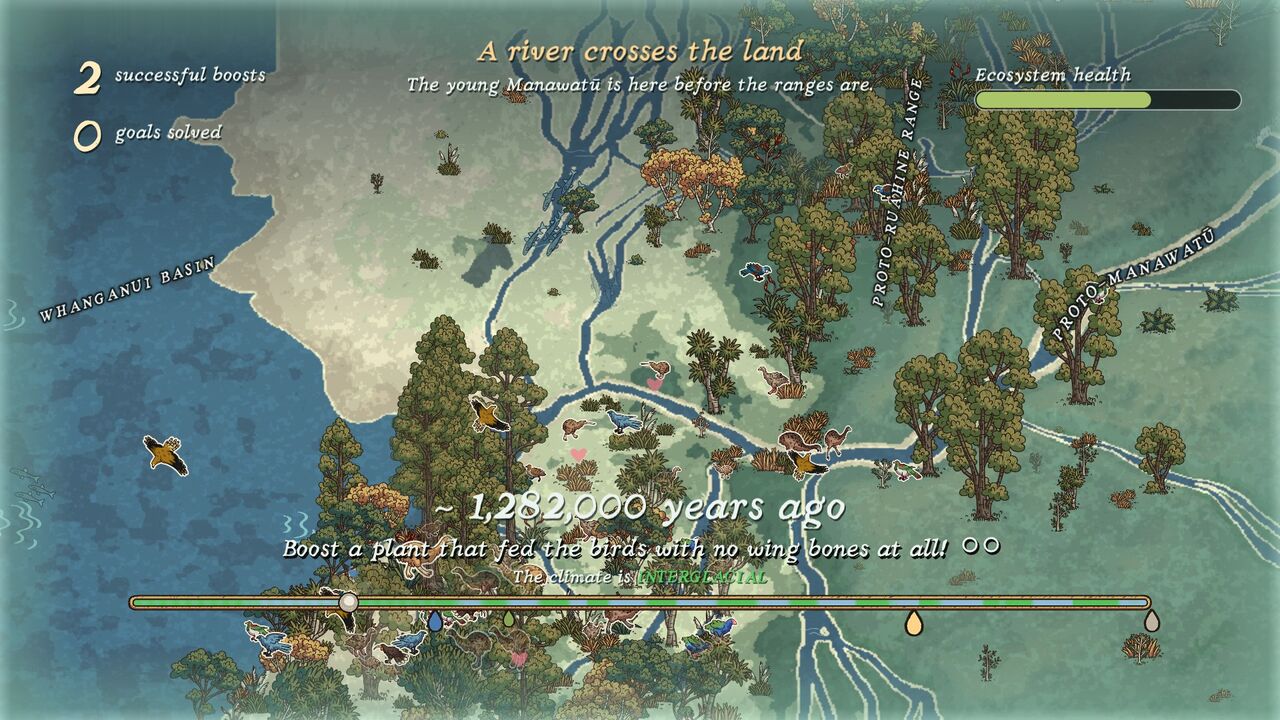 A river crosses the land
The young Manawatū is here before the ranges are.
2 successful boosts
0 goals solved
Ecosystem health
WHANGANUI BASIN
PROTO-RUAHINE RANGE
PROTO-MANAWATŪ
~ 1,282,000 years ago
Boost a plant that fed the birds with no wing bones at all!
The climate is INTERGLACIAL